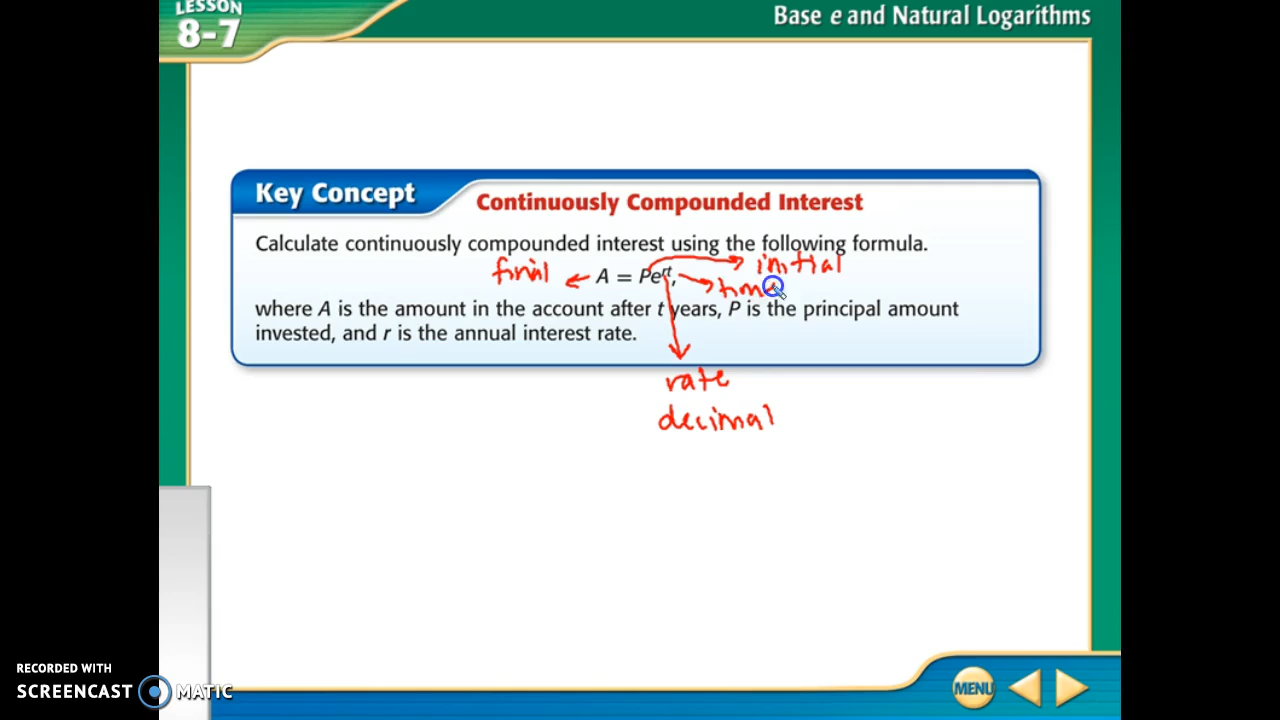 LESSON
8-7
Base e and Natural Logarithms
Key Concept
Continuously Compounded Interest
Calculate continuously compounded interest using the following formula.
final ← A = Pe^rt, → initial
→ time
where A is the amount in the account after t years, P is the principal amount
invested, and r is the annual interest rate.
rate
decimal
RECORDED WITH
SCREENCAST MATIC
MENU